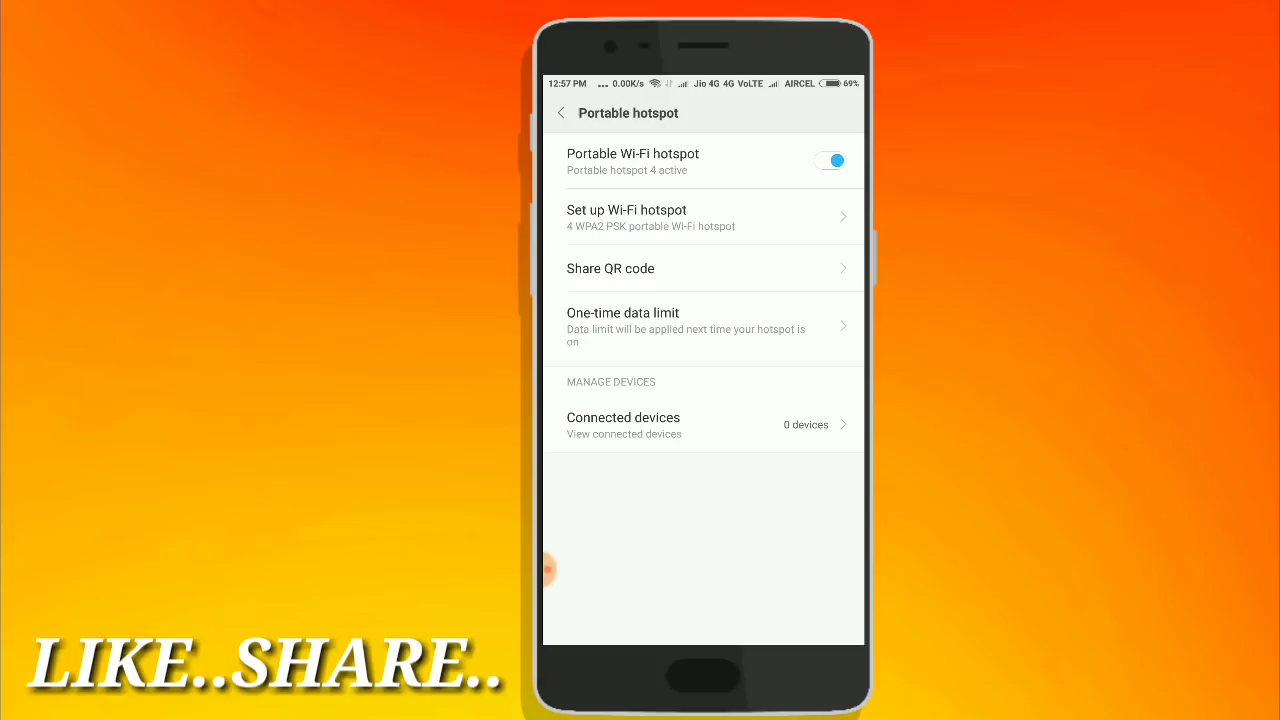 12:57 PM ... 0.00K/s Jio 4G 4G VoLTE AIRCEL 69%
Portable hotspot
Portable Wi-Fi hotspot
Portable hotspot 4 active
Set up Wi-Fi hotspot
4 WPA2 PSK portable Wi-Fi hotspot
Share QR code
One-time data limit
Data limit will be applied next time your hotspot is
on
MANAGE DEVICES
Connected devices
0 devices
View connected devices
LIKE..SHARE..